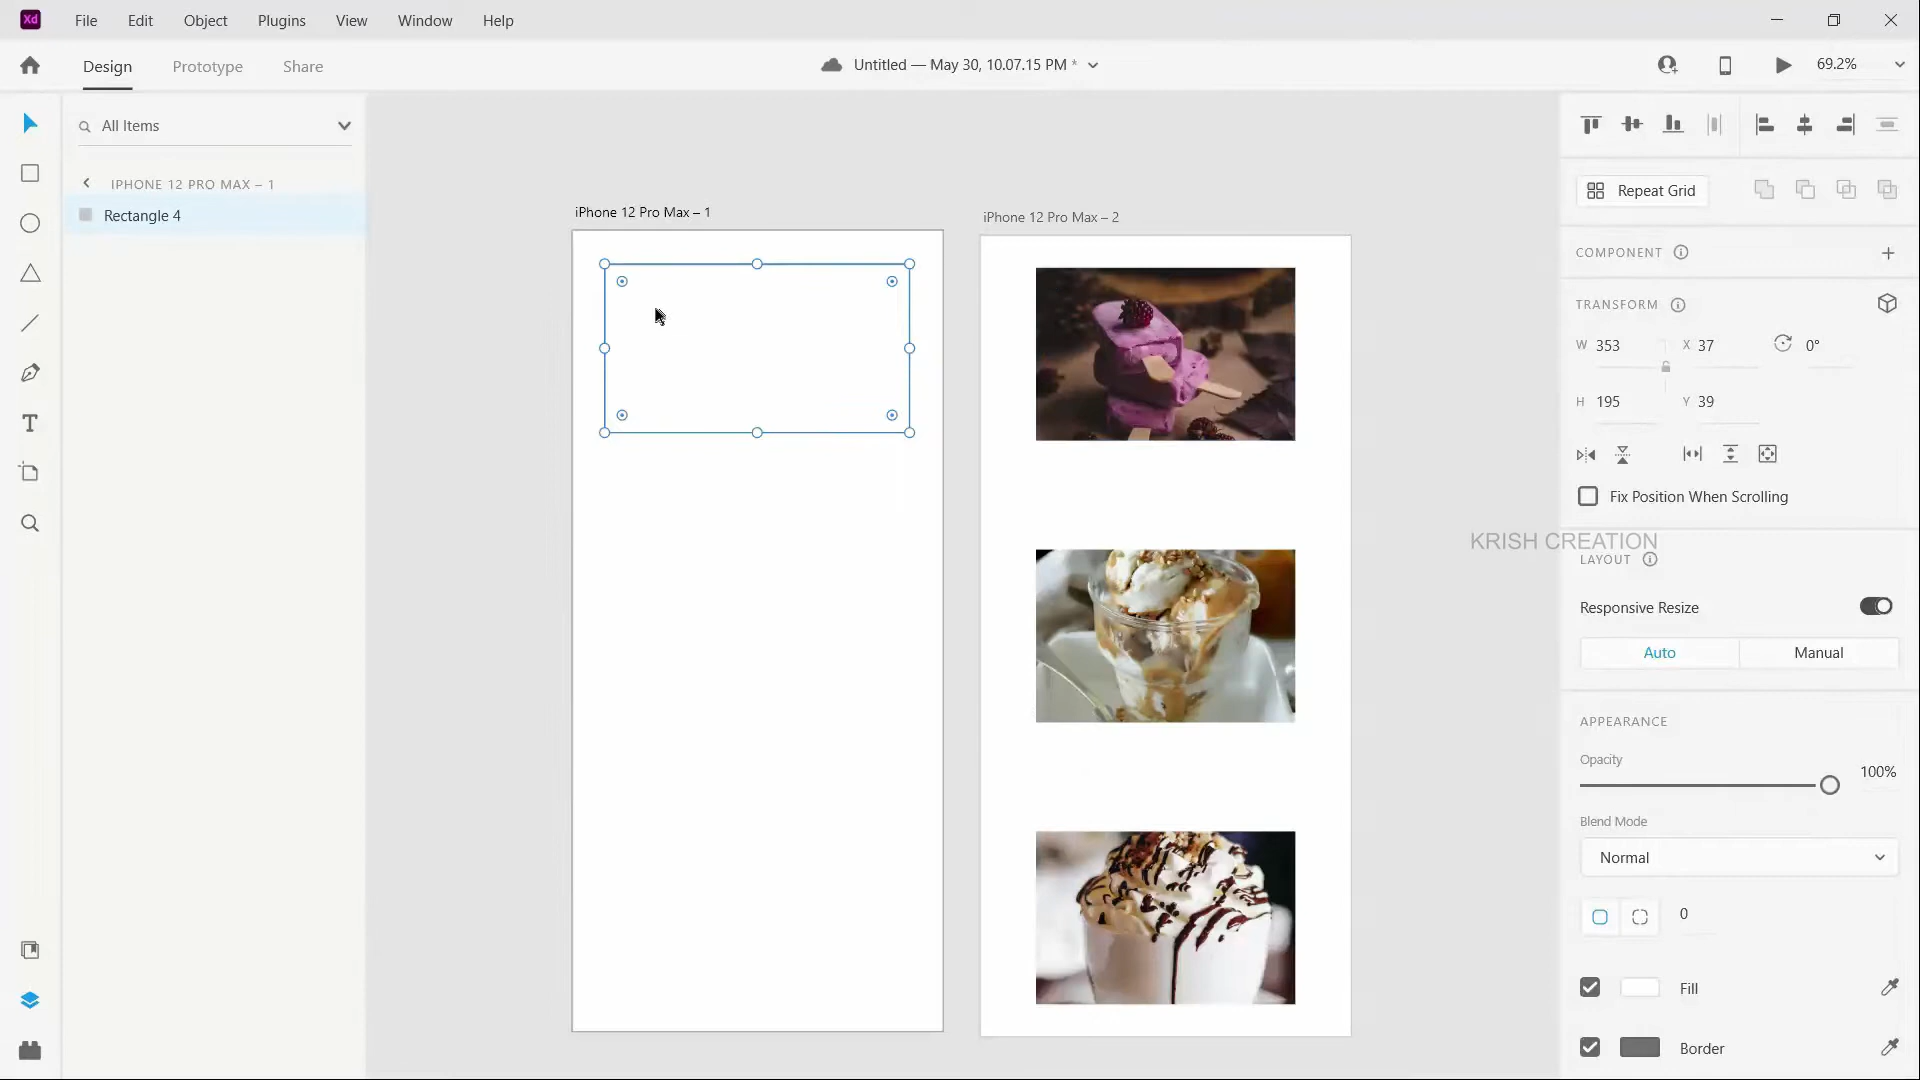 Xd File Edit Object Plugins View Window Help
Design Prototype Share Untitled — May 30, 10.07.15 PM * 69.2%
All Items
IPHONE 12 PRO MAX – 1
Rectangle 4
iPhone 12 Pro Max – 1
iPhone 12 Pro Max – 2
Repeat Grid
COMPONENT
TRANSFORM
W 353 X 37 0°
H 195 Y 39
Fix Position When Scrolling
KRISH CREATION
LAYOUT
Responsive Resize
Auto Manual
APPEARANCE
Opacity
100%
Blend Mode
Normal
0
Fill
Border